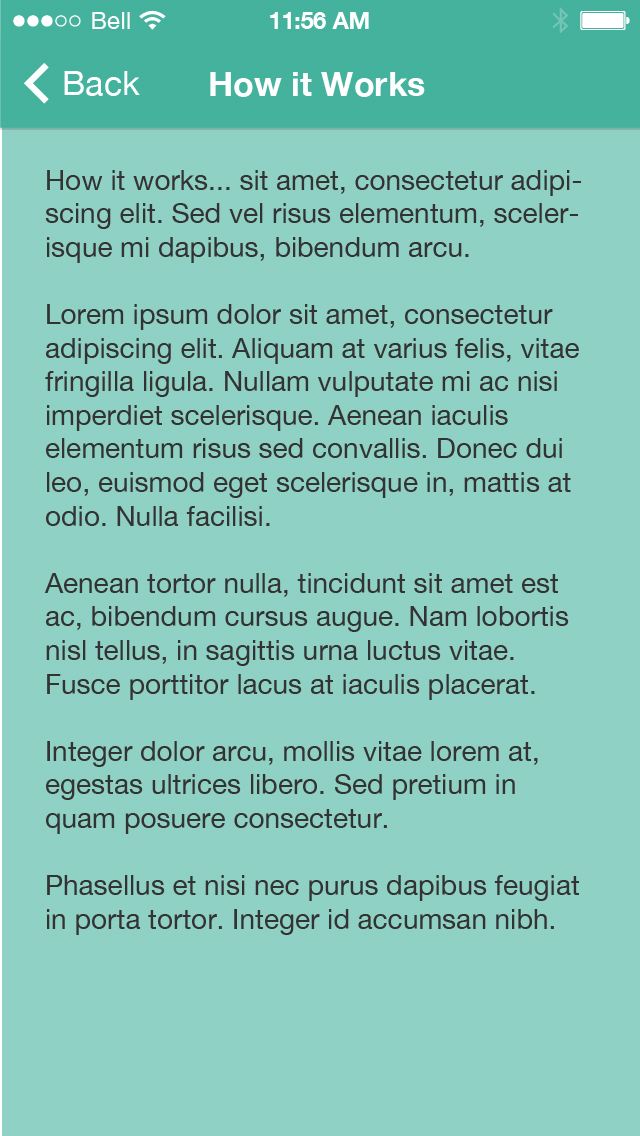 Bell 11:56 AM
Back How it Works
How it works... sit amet, consectetur adipi-
scing elit. Sed vel risus elementum, sceler-
isque mi dapibus, bibendum arcu.
Lorem ipsum dolor sit amet, consectetur
adipiscing elit. Aliquam at varius felis, vitae
fringilla ligula. Nullam vulputate mi ac nisi
imperdiet scelerisque. Aenean iaculis
elementum risus sed convallis. Donec dui
leo, euismod eget scelerisque in, mattis at
odio. Nulla facilisi.
Aenean tortor nulla, tincidunt sit amet est
ac, bibendum cursus augue. Nam lobortis
nisl tellus, in sagittis urna luctus vitae.
Fusce porttitor lacus at iaculis placerat.
Integer dolor arcu, mollis vitae lorem at,
egestas ultrices libero. Sed pretium in
quam posuere consectetur.
Phasellus et nisi nec purus dapibus feugiat
in porta tortor. Integer id accumsan nibh.